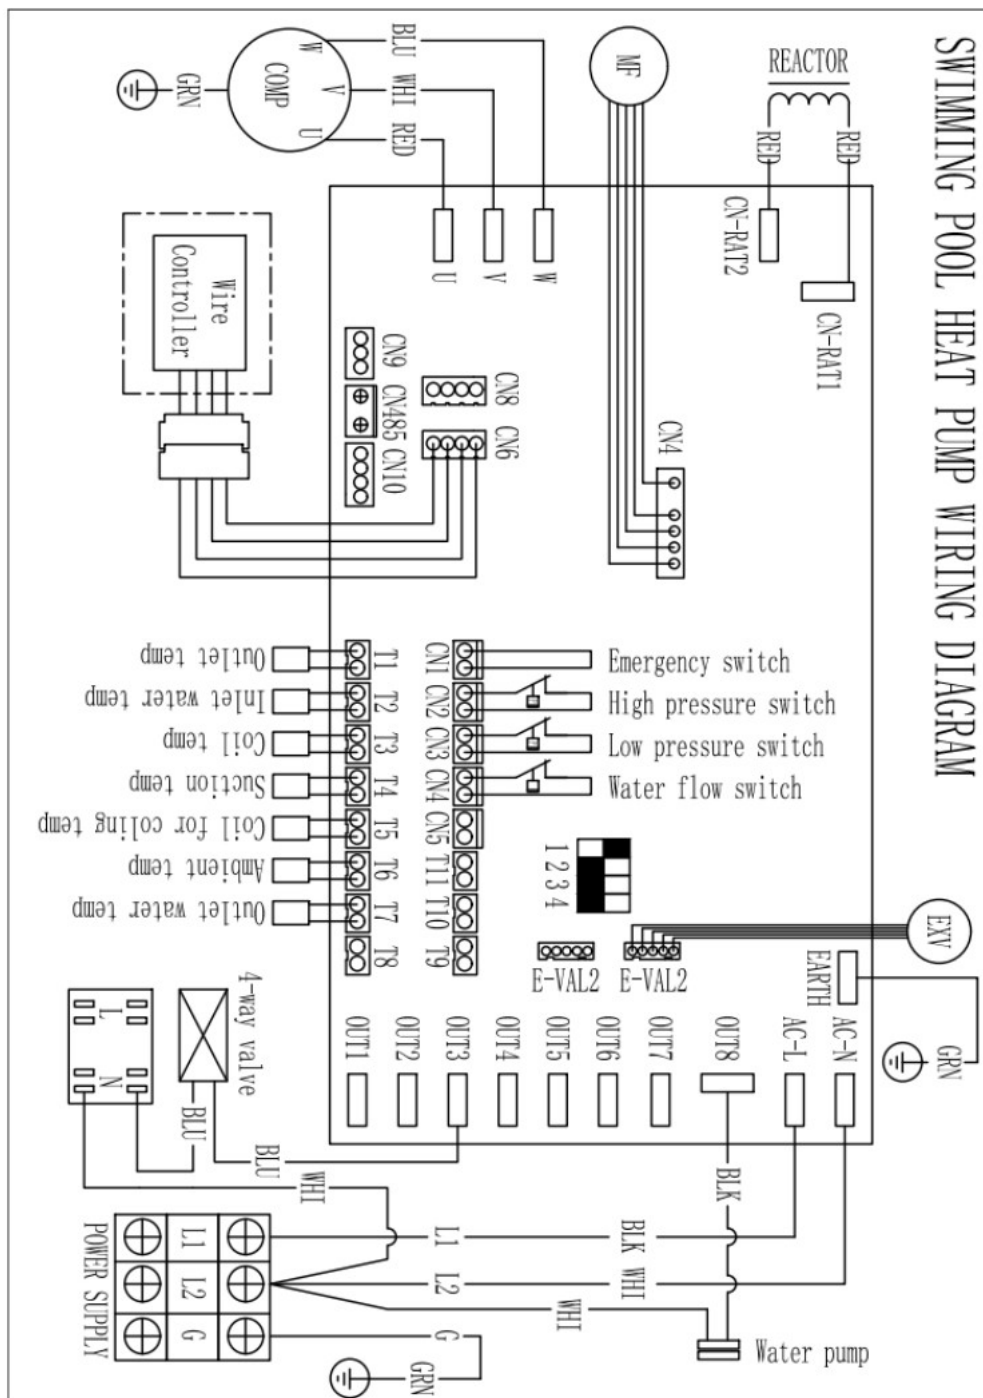 SWIMMING POOL HEAT PUMP WIRING DIAGRAM
REACTOR
RED
RED
CN-RAT2
CN-RAT1
MF
CN4
BLU
WHI
RED
W
V
U
COMP
GRN
U
V
W
Wire
Controller
CN9
CN485
CN10
CN8
CN6
Outlet temp
T1
CN1
Emergency switch
Inlet water temp
T2
CN2
High pressure switch
Coil temp
T3
CN3
Low pressure switch
Suction temp
T4
CN4
Water flow switch
Coil for coling temp
T5
CN5
Ambient temp
T6
T11
Outlet water temp
T7
T10
T8
T9
1 2 3 4
E-VAL2
E-VAL2
EXV
EARTH
GRN
L
N
4-way valve
OUT1
OUT2
OUT3
OUT4
OUT5
OUT6
OUT7
OUT8
AC-L
AC-N
BLU
BLU
WHI
BLK
POWER SUPPLY
L1
L2
G
L1
BLK
L2
WHI
WHI
G
GRN
Water pump